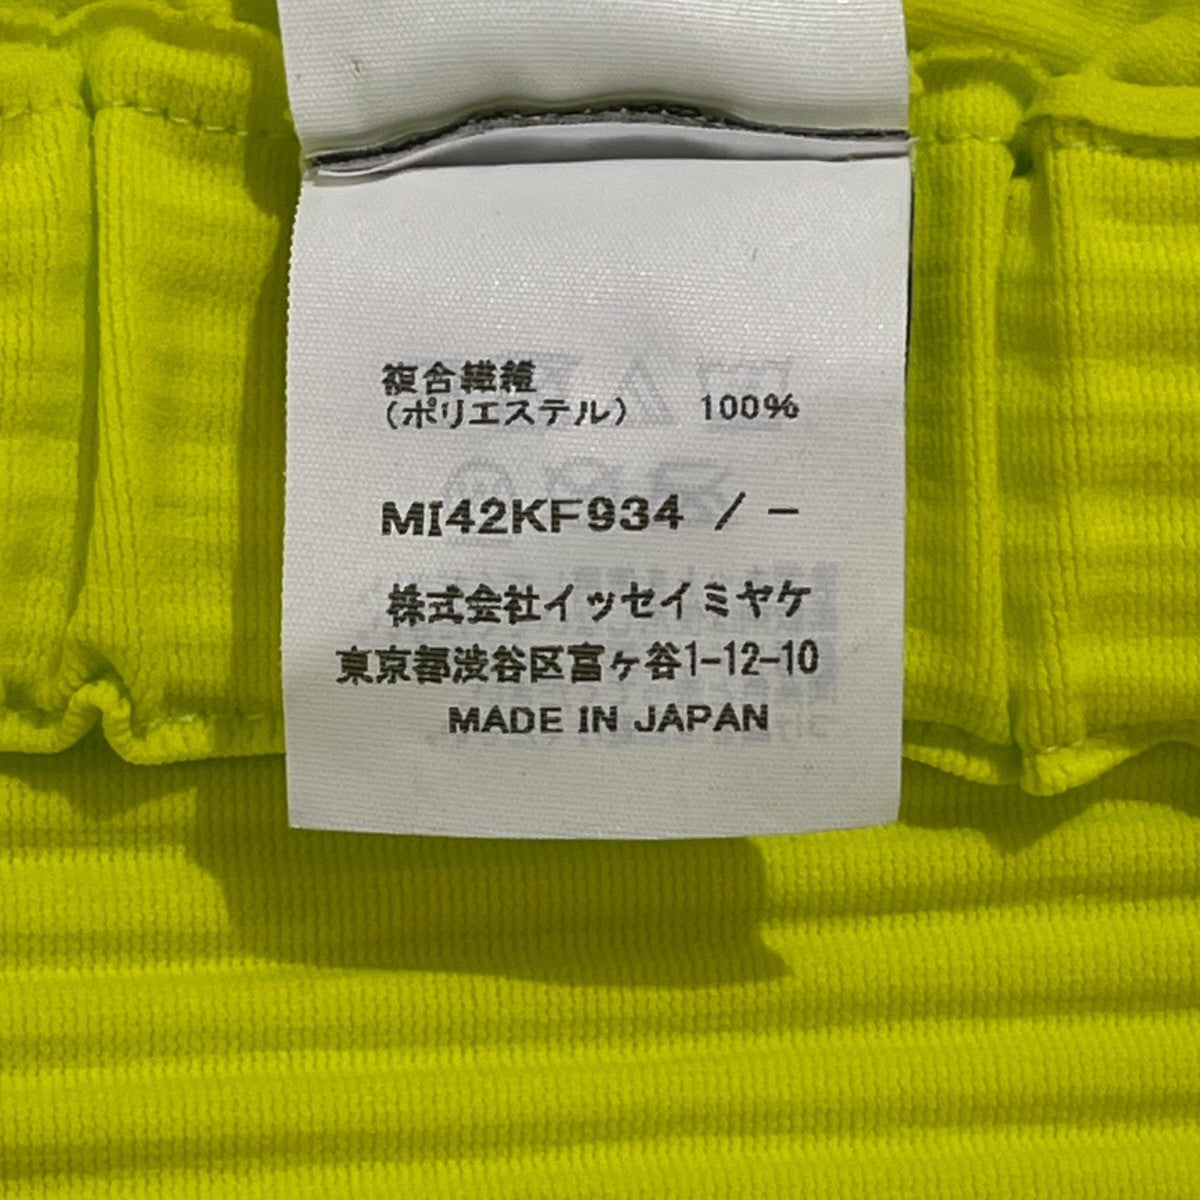 複合繊維
(ポリエステル) 100%
MI42KF934 / -
株式会社イッセイミヤケ
東京都渋谷区富ヶ谷1-12-10
MADE IN JAPAN